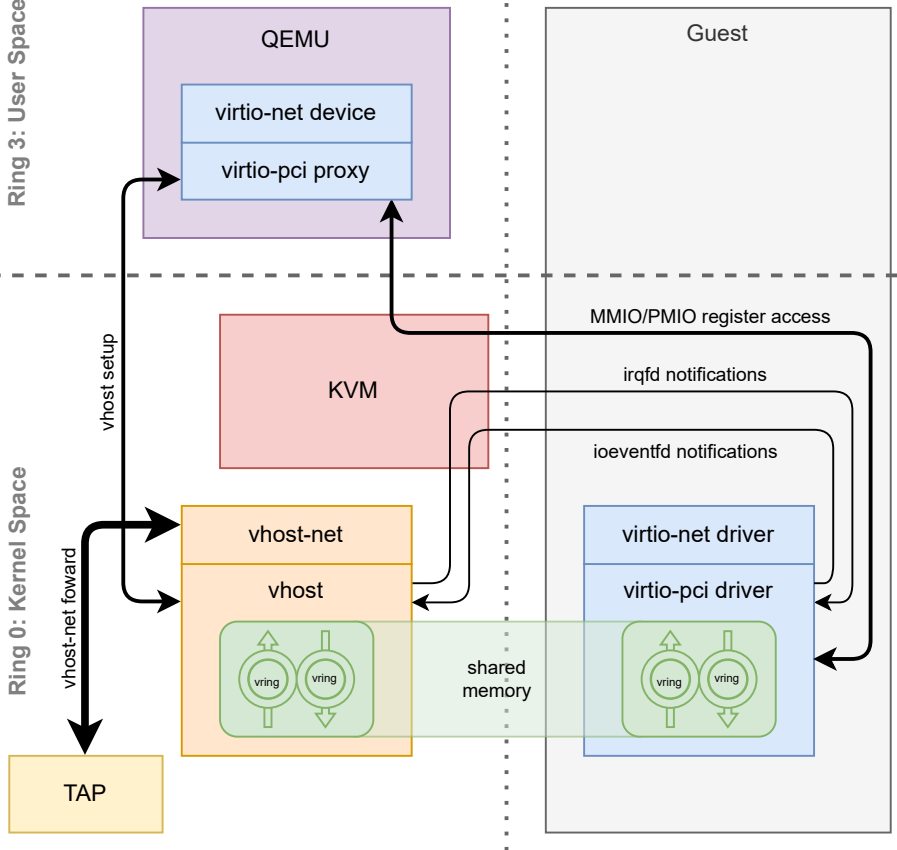 Ring 3: User Space
QEMU
virtio-net device
virtio-pci proxy
Guest
MMIO/PMIO register access
KVM
irqfd notifications
ioeventfd notifications
vhost setup
Ring 0: Kernel Space
vhost-net foward
vhost-net
vhost
vring
vring
shared
memory
virtio-net driver
virtio-pci driver
vring
vring
TAP